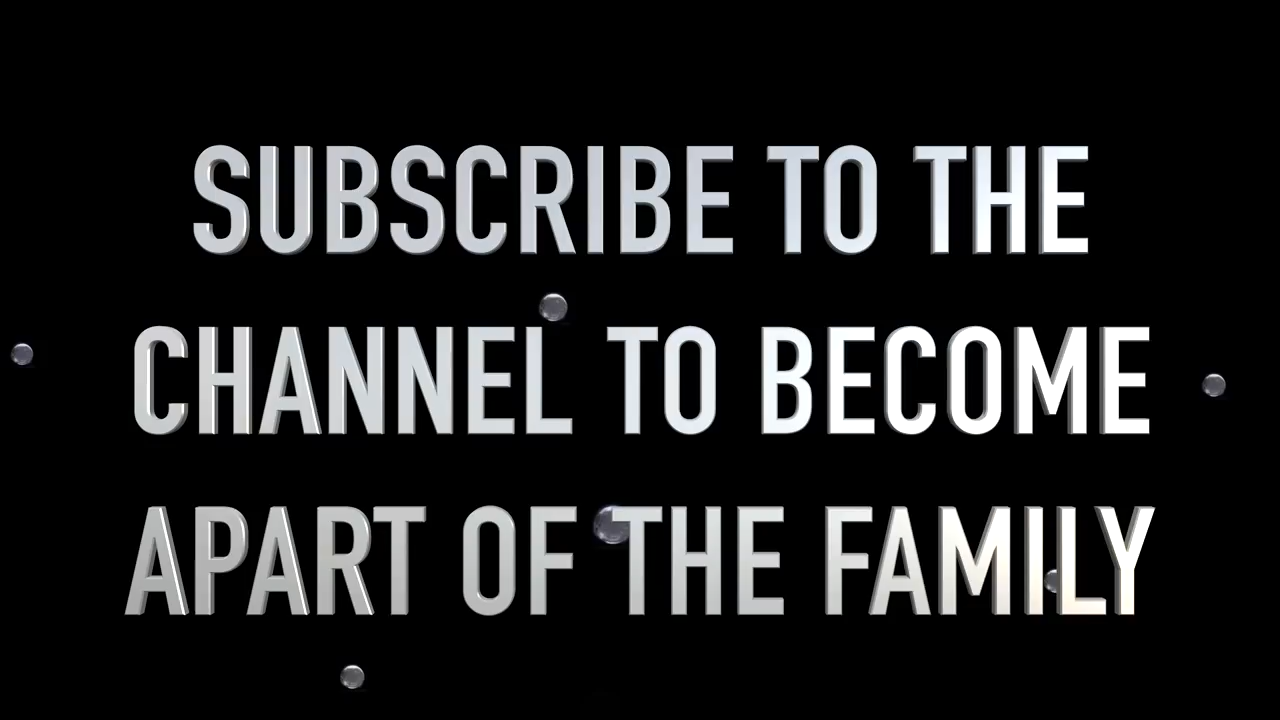 SUBSCRIBE TO THE
CHANNEL TO BECOME
APART OF THE FAMILY